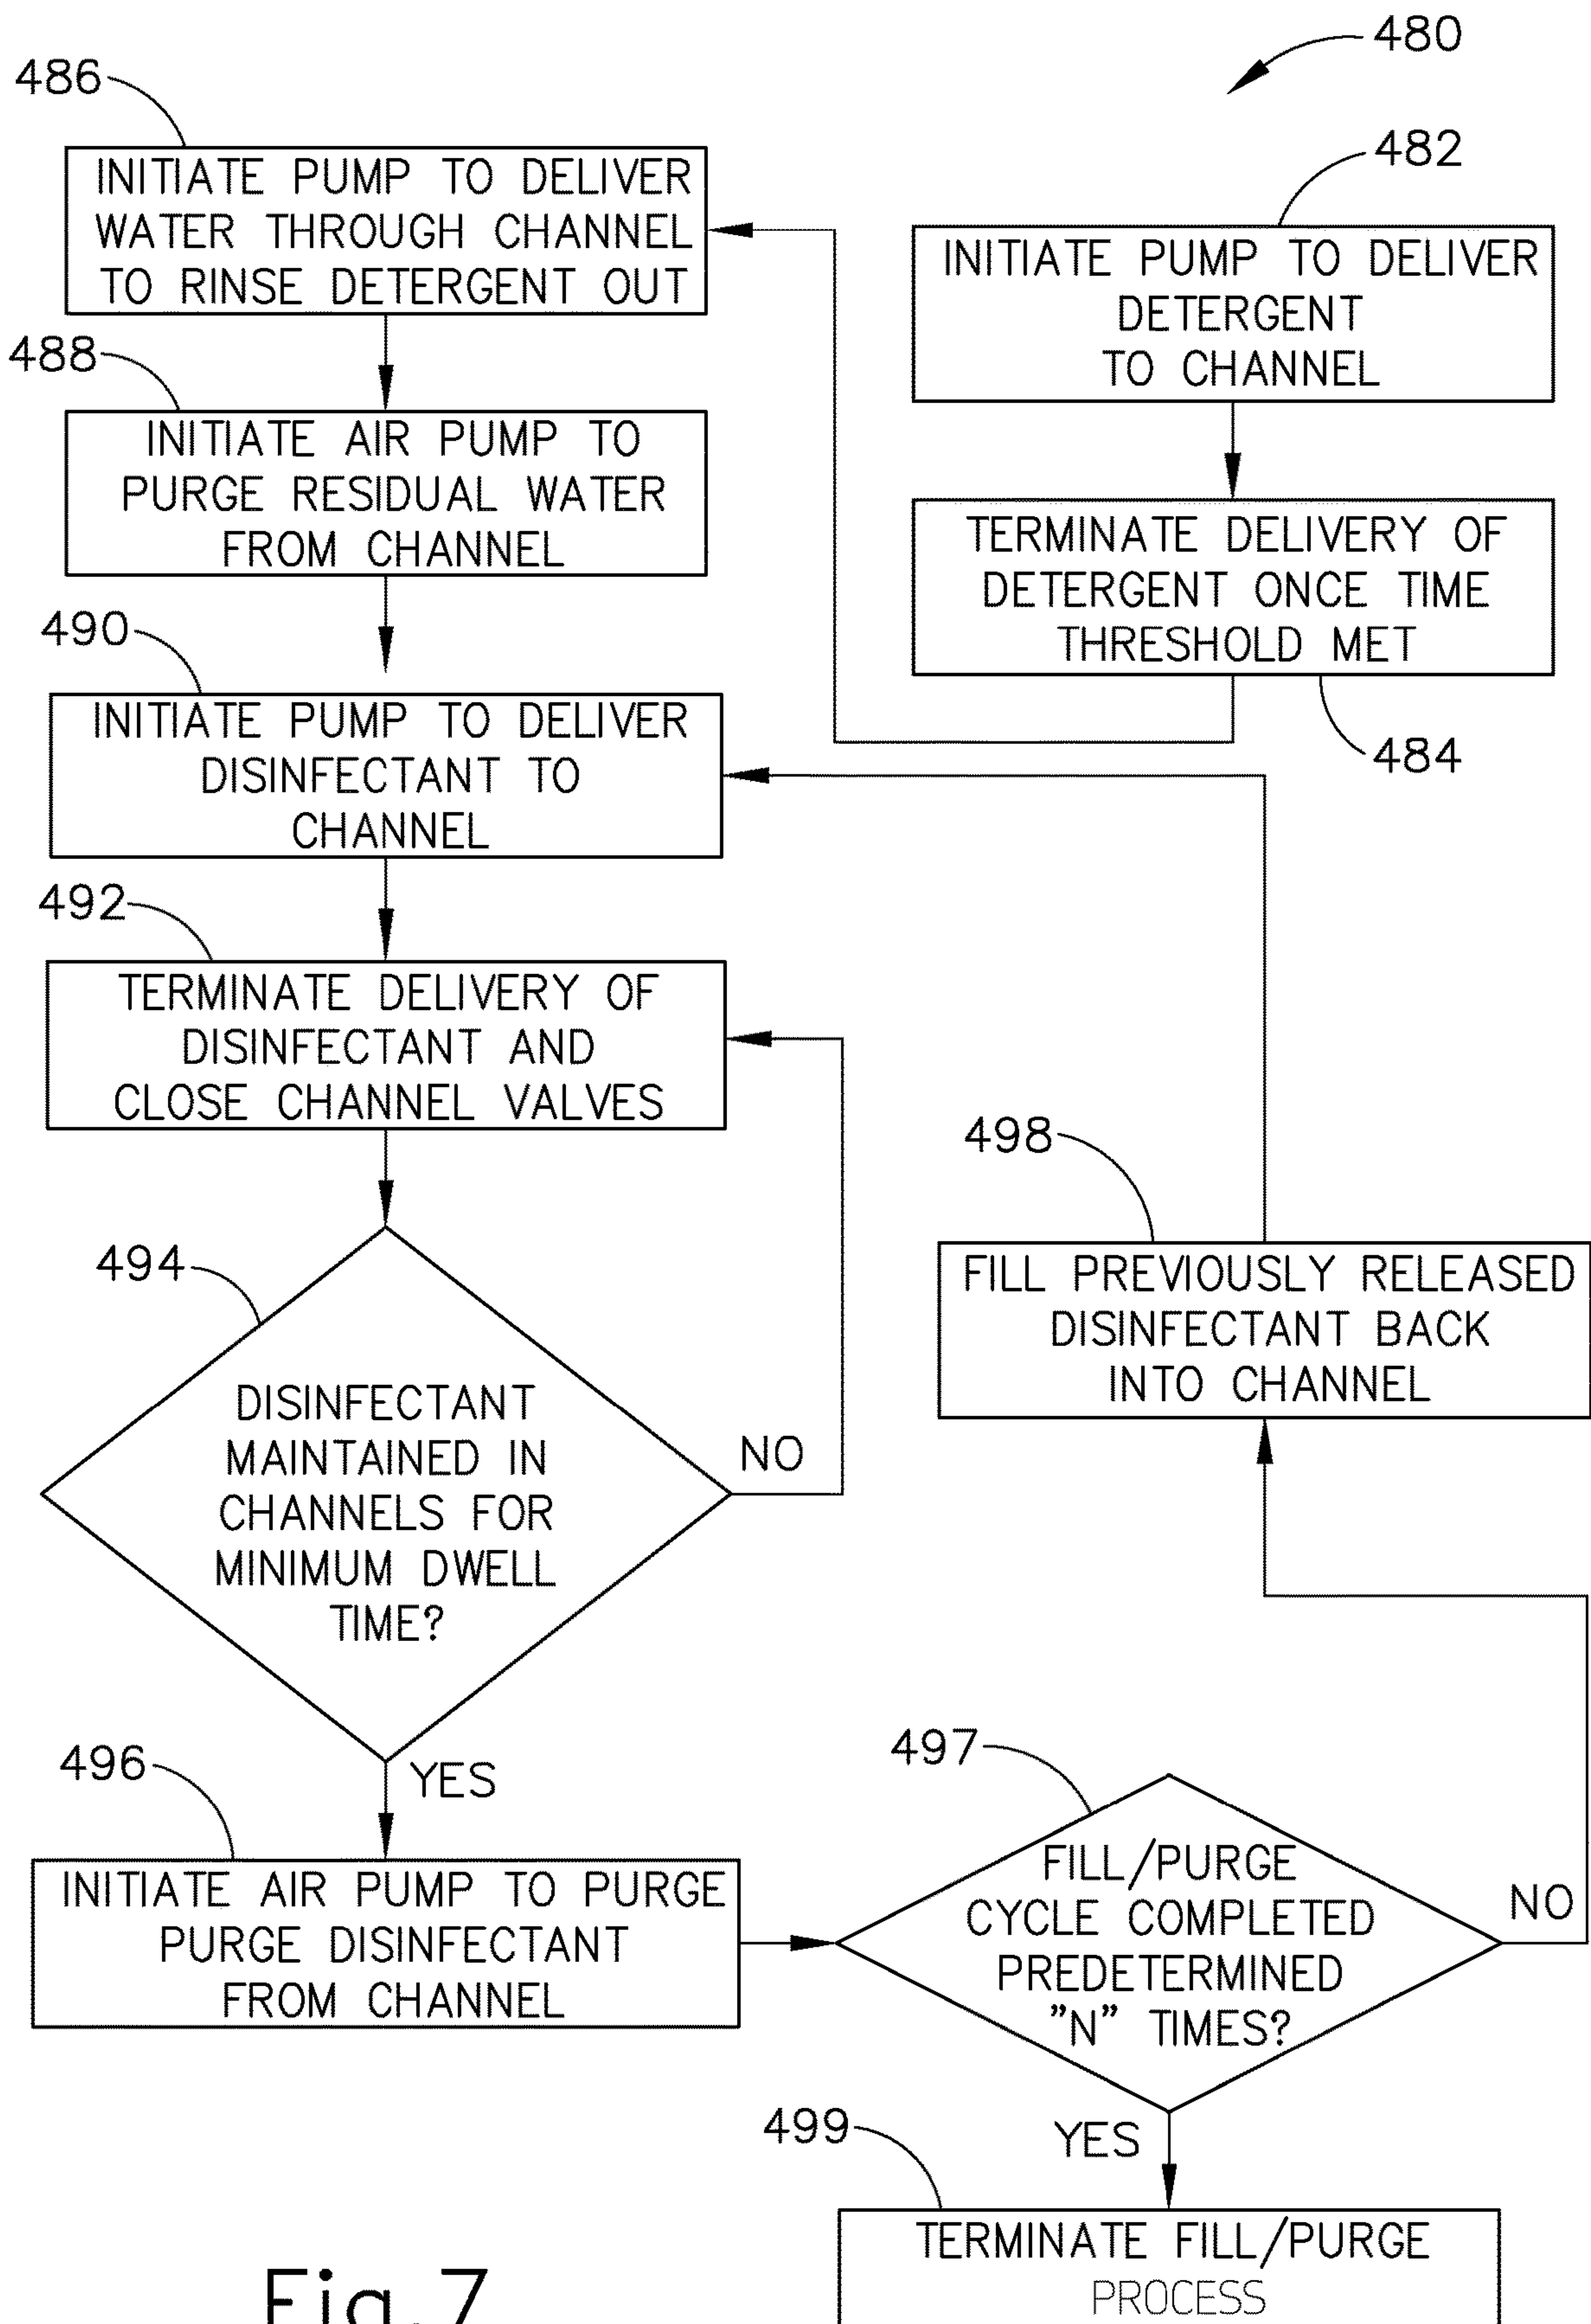 480
482
INITIATE PUMP TO DELIVER
DETERGENT
TO CHANNEL
TERMINATE DELIVERY OF
DETERGENT ONCE TIME
THRESHOLD MET
484
486
INITIATE PUMP TO DELIVER
WATER THROUGH CHANNEL
TO RINSE DETERGENT OUT
488
INITIATE AIR PUMP TO
PURGE RESIDUAL WATER
FROM CHANNEL
490
INITIATE PUMP TO DELIVER
DISINFECTANT TO
CHANNEL
492
TERMINATE DELIVERY OF
DISINFECTANT AND
CLOSE CHANNEL VALVES
494
DISINFECTANT
MAINTAINED IN
CHANNELS FOR
MINIMUM DWELL
TIME?
NO
YES
496
INITIATE AIR PUMP TO PURGE
PURGE DISINFECTANT
FROM CHANNEL
497
FILL/PURGE
CYCLE COMPLETED
PREDETERMINED
"N" TIMES?
NO
498
FILL PREVIOUSLY RELEASED
DISINFECTANT BACK
INTO CHANNEL
YES
499
TERMINATE FILL/PURGE
PROCESS
Fig.7